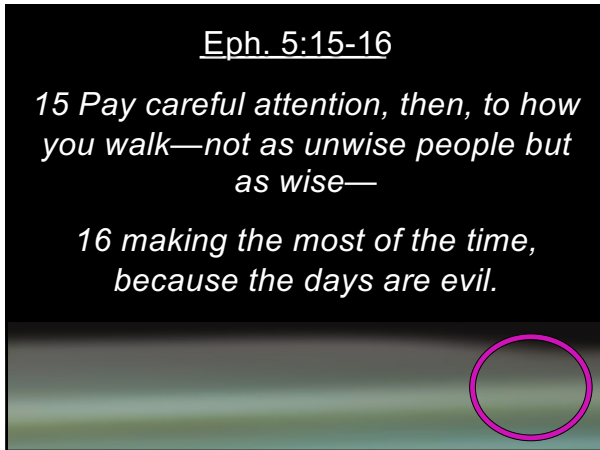 Eph. 5:15-16
15 Pay careful attention, then, to how
you walk—not as unwise people but
as wise—
16 making the most of the time,
because the days are evil.